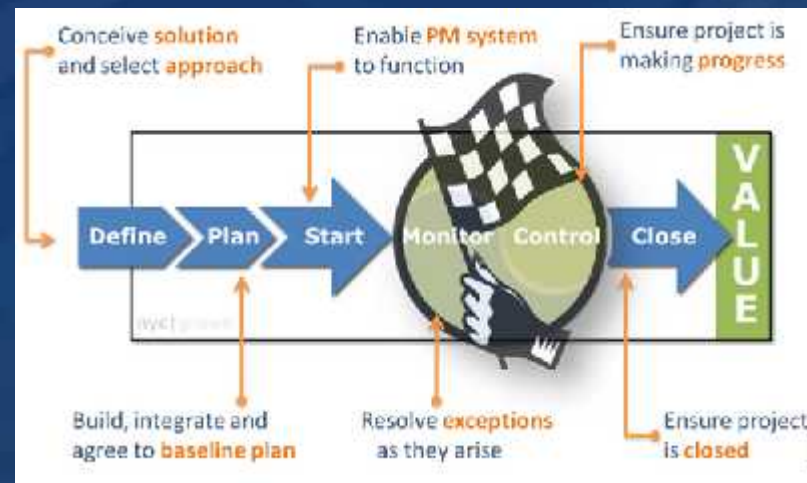 Conceive solution
and select approach
Enable PM system
to function
Ensure project is
making progress
Define
Plan
Start
Monitor
Control
Close
VALUE
Build, integrate and
agree to baseline plan
Resolve exceptions
as they arise
Ensure project
is closed